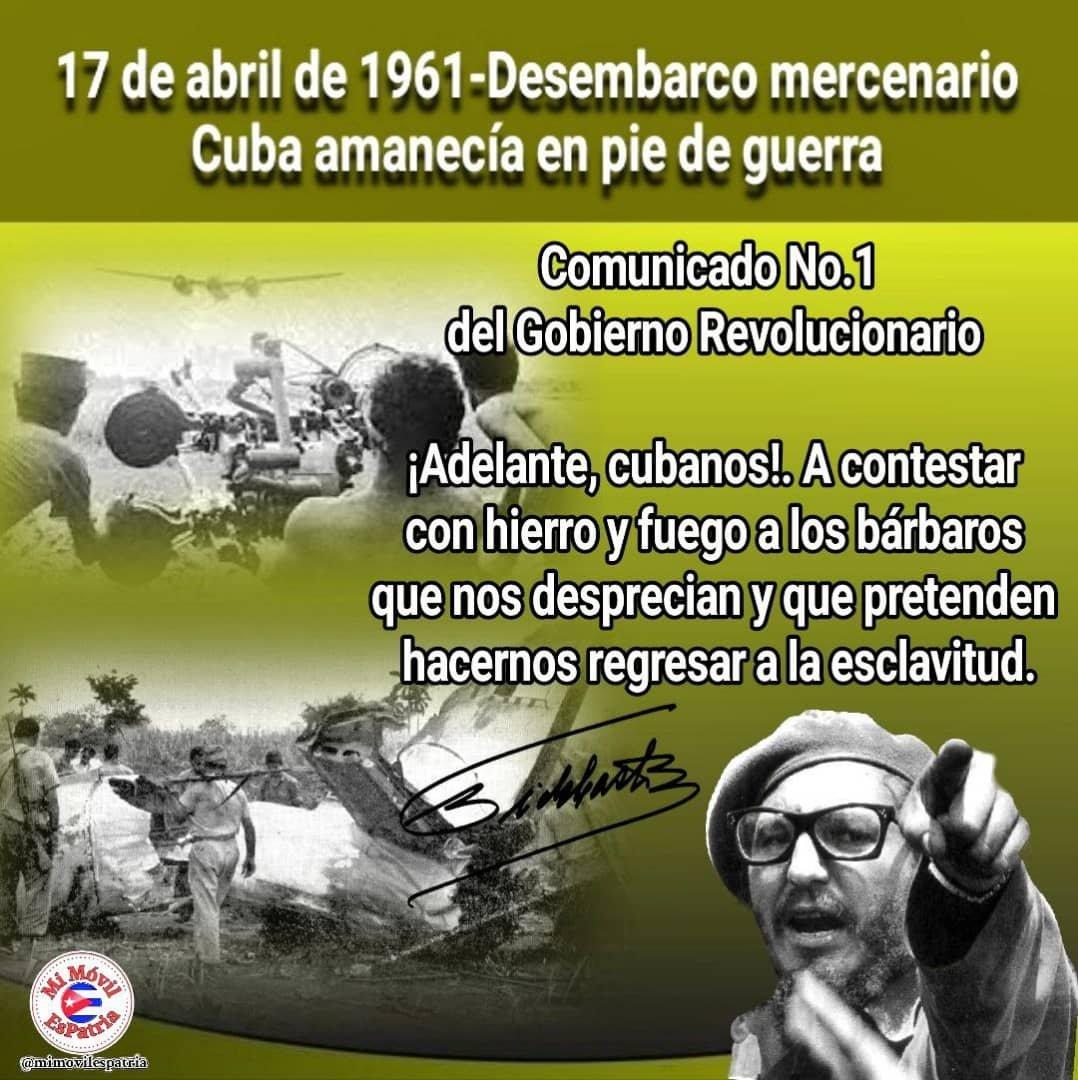 17 de abril de 1961-Desembarco mercenario
Cuba amanecía en pie de guerra
Comunicado No.1
del Gobierno Revolucionario
¡Adelante, cubanos!. A contestar
con hierro y fuego a los bárbaros
que nos desprecian y que pretenden
hacernos regresar a la esclavitud.
Mi Móvil
EsPatria
@mimovilespatria